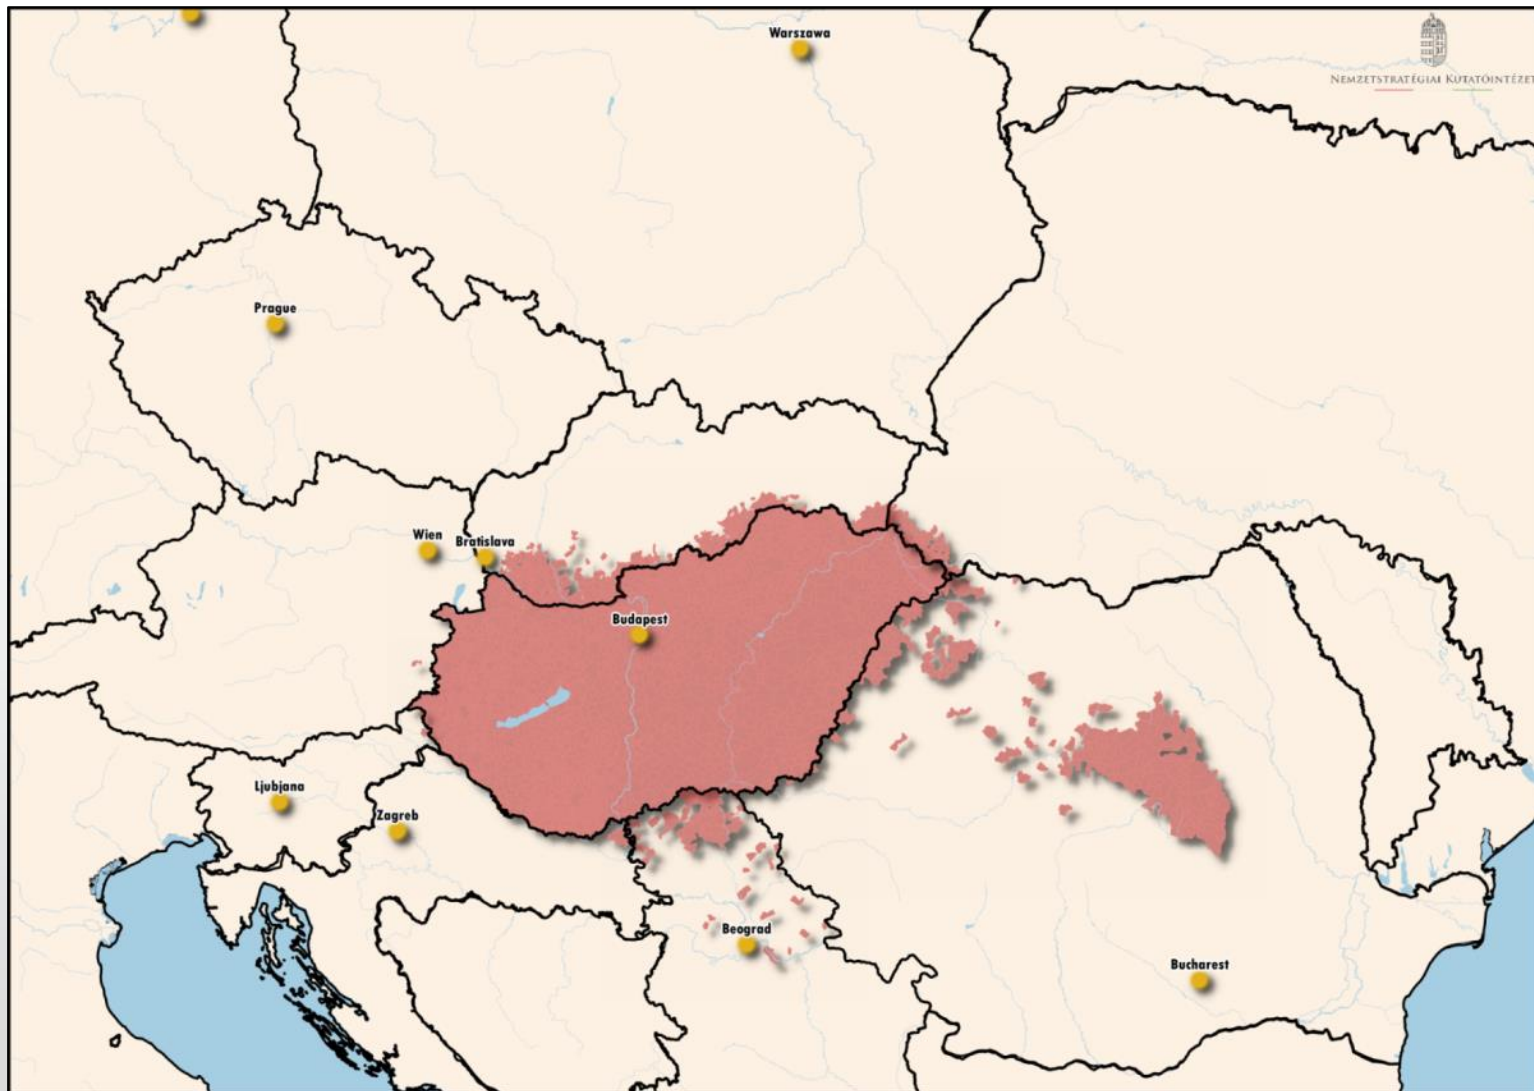 Warszawa
NEMZETSTRATÉGIAI KUTATÓINTÉZET
Prague
Wien
Bratislava
Budapest
Ljubjana
Zagreb
Beograd
Bucharest